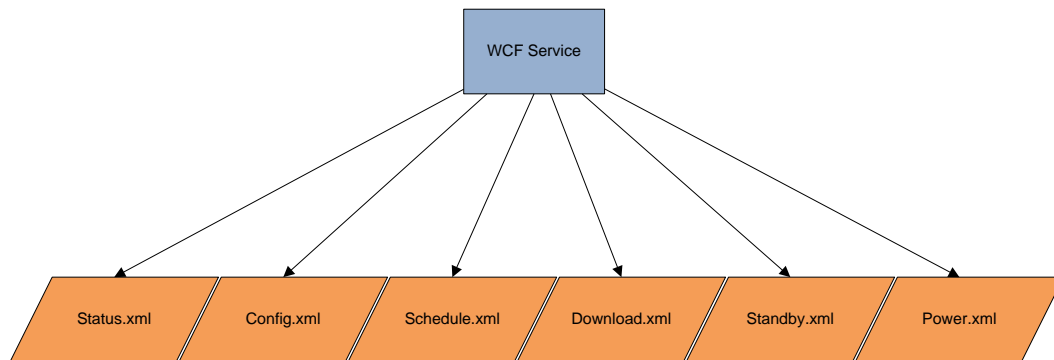 WCF Service
Status.xml
Config.xml
Schedule.xml
Download.xml
Standby.xml
Power.xml